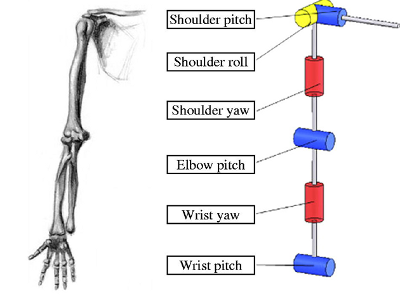 Shoulder pitch
Shoulder roll
Shoulder yaw
Elbow pitch
Wrist yaw
Wrist pitch